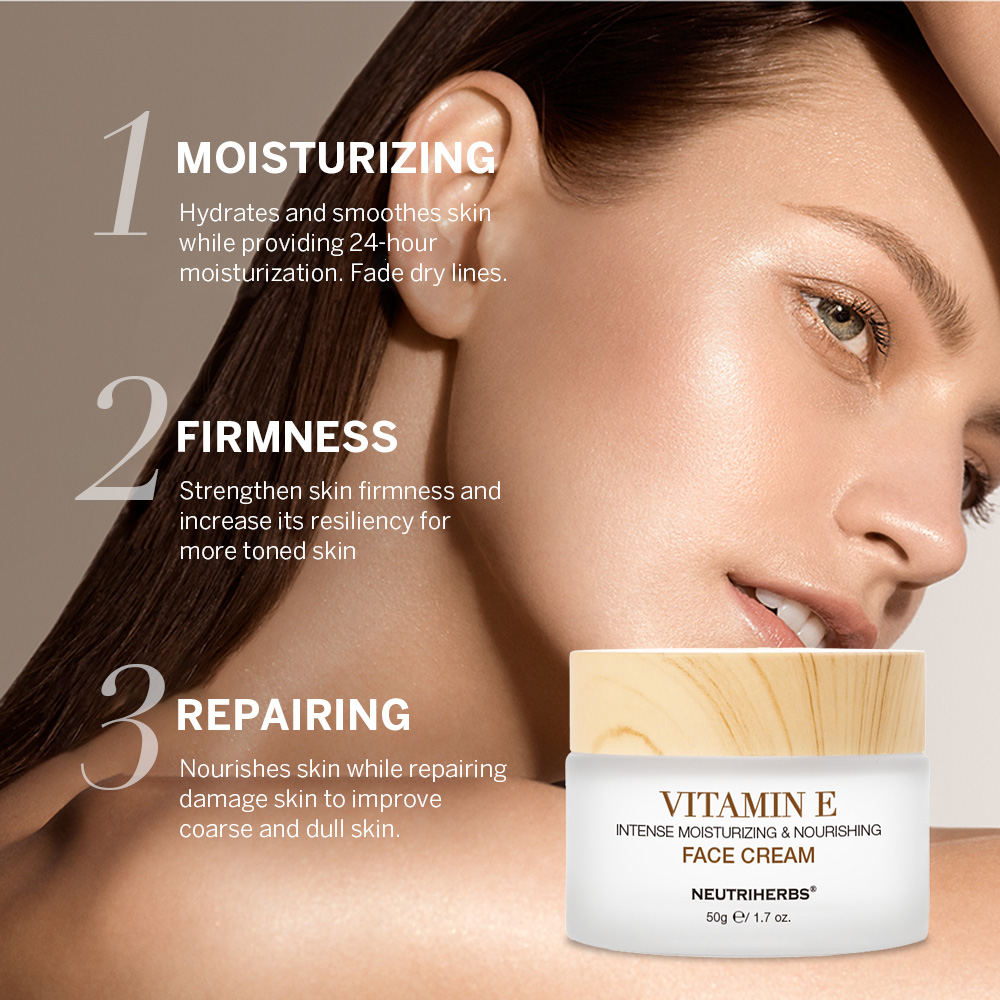 1
MOISTURIZING
Hydrates and smoothes skin
while providing 24-hour
moisturization. Fade dry lines.
2
FIRMNESS
Strengthen skin firmness and
increase its resiliency for
more toned skin
3
REPAIRING
Nourishes skin while repairing
damage skin to improve
coarse and dull skin.
VITAMIN E
INTENSE MOISTURIZING & NOURISHING
FACE CREAM
NEUTRIHERBS®
50g ℮/ 1.7 oz.